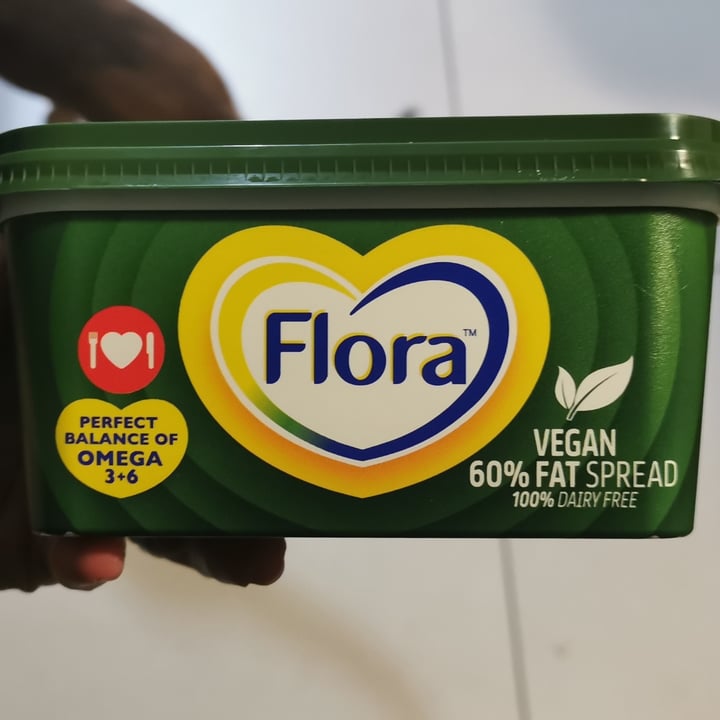 Flora™
PERFECT
BALANCE OF
OMEGA
3+6
VEGAN
60% FAT SPREAD
100% DAIRY FREE